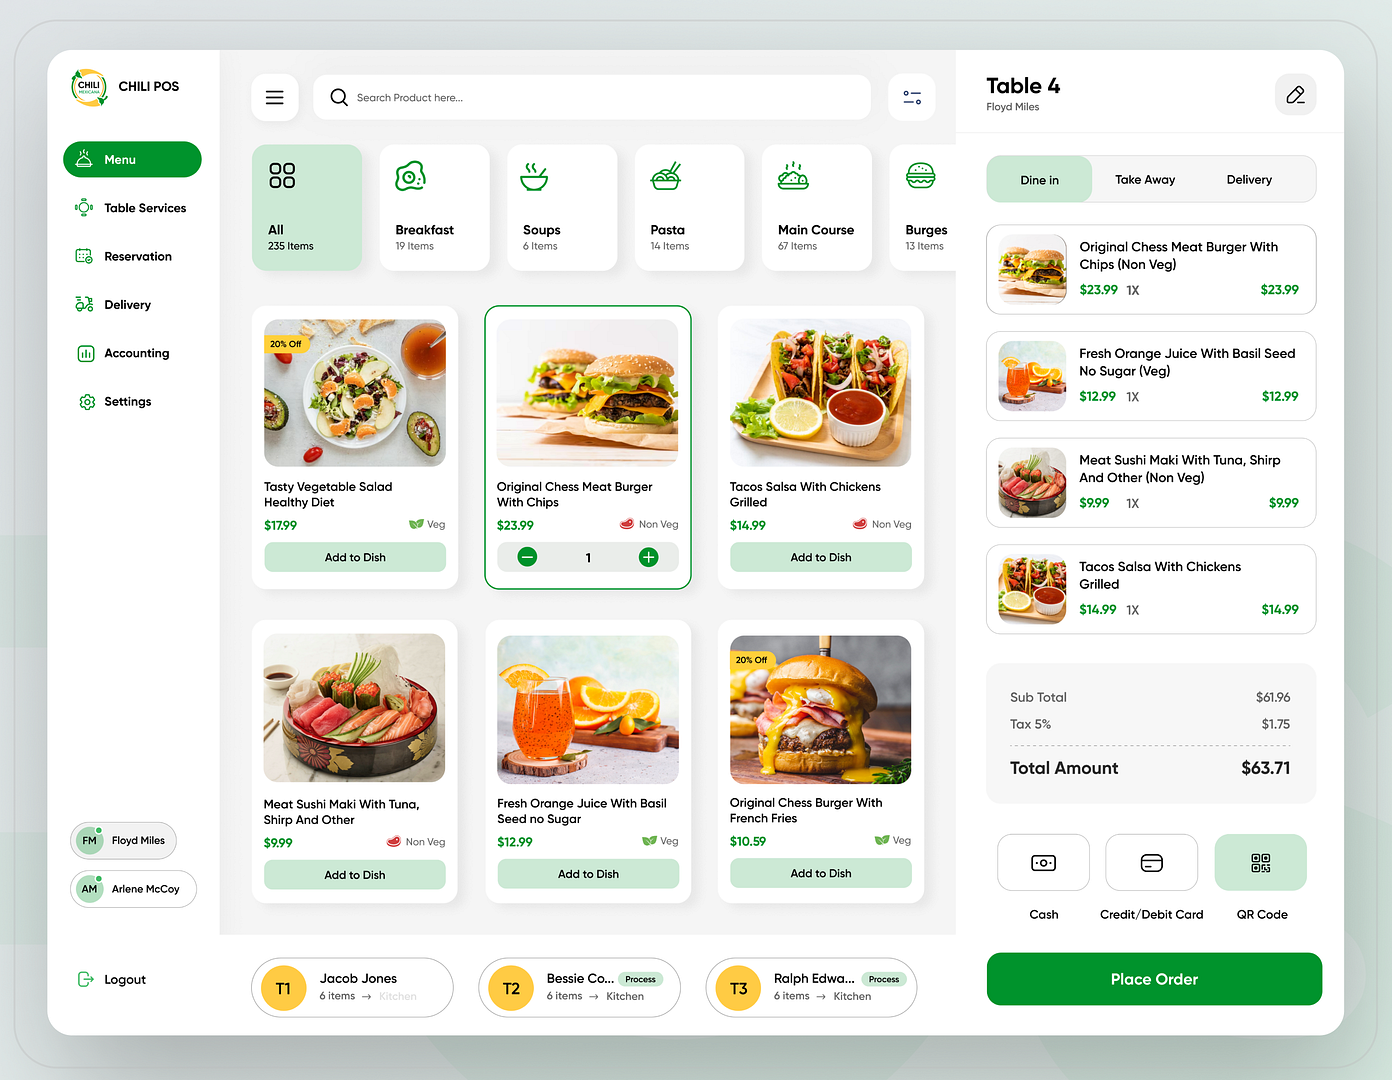 CHILI
MEXICANA
CHILI POS
Menu
Table Services
Reservation
Delivery
Accounting
Settings
FM Floyd Miles
AM Arlene McCoy
Logout
Search Product here...
All
235 Items
Breakfast
19 Items
Soups
6 Items
Pasta
14 Items
Main Course
67 Items
Burges
13 Items
20% Off
Tasty Vegetable Salad
Healthy Diet
$17.99 Veg
Add to Dish
Original Chess Meat Burger
With Chips
$23.99 Non Veg
1
Tacos Salsa With Chickens
Grilled
$14.99 Non Veg
Add to Dish
Meat Sushi Maki With Tuna,
Shirp And Other
$9.99 Non Veg
Add to Dish
Fresh Orange Juice With Basil
Seed no Sugar
$12.99 Veg
Add to Dish
20% Off
Original Chess Burger With
French Fries
$10.59 Veg
Add to Dish
T1 Jacob Jones
6 items → Kitchen
T2 Bessie Co... Process
6 items → Kitchen
T3 Ralph Edwa... Process
6 items → Kitchen
Table 4
Floyd Miles
Dine in Take Away Delivery
Original Chess Meat Burger With
Chips (Non Veg)
$23.99 1X $23.99
Fresh Orange Juice With Basil Seed
No Sugar (Veg)
$12.99 1X $12.99
Meat Sushi Maki With Tuna, Shirp
And Other (Non Veg)
$9.99 1X $9.99
Tacos Salsa With Chickens
Grilled
$14.99 1X $14.99
Sub Total $61.96
Tax 5% $1.75
Total Amount $63.71
Cash
Credit/Debit Card
QR Code
Place Order